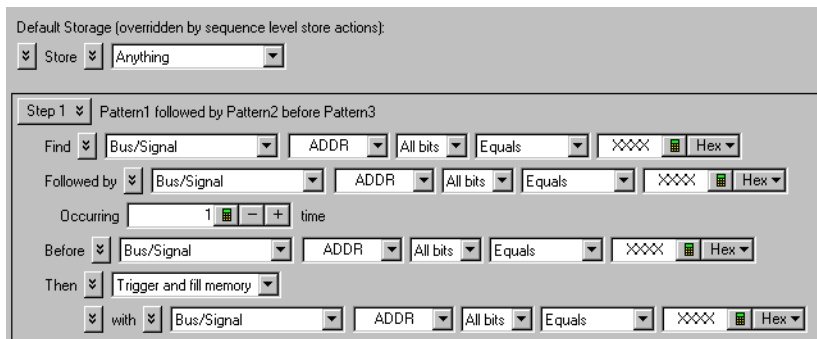 Default Storage (overridden by sequence level store actions):
Store Anything
Step 1 Pattern1 followed by Pattern2 before Pattern3
Find Bus/Signal ADDR All bits Equals XXXX Hex
Followed by Bus/Signal ADDR All bits Equals XXXX Hex
Occurring 1 - + time
Before Bus/Signal ADDR All bits Equals XXXX Hex
Then Trigger and fill memory
with Bus/Signal ADDR All bits Equals XXXX Hex